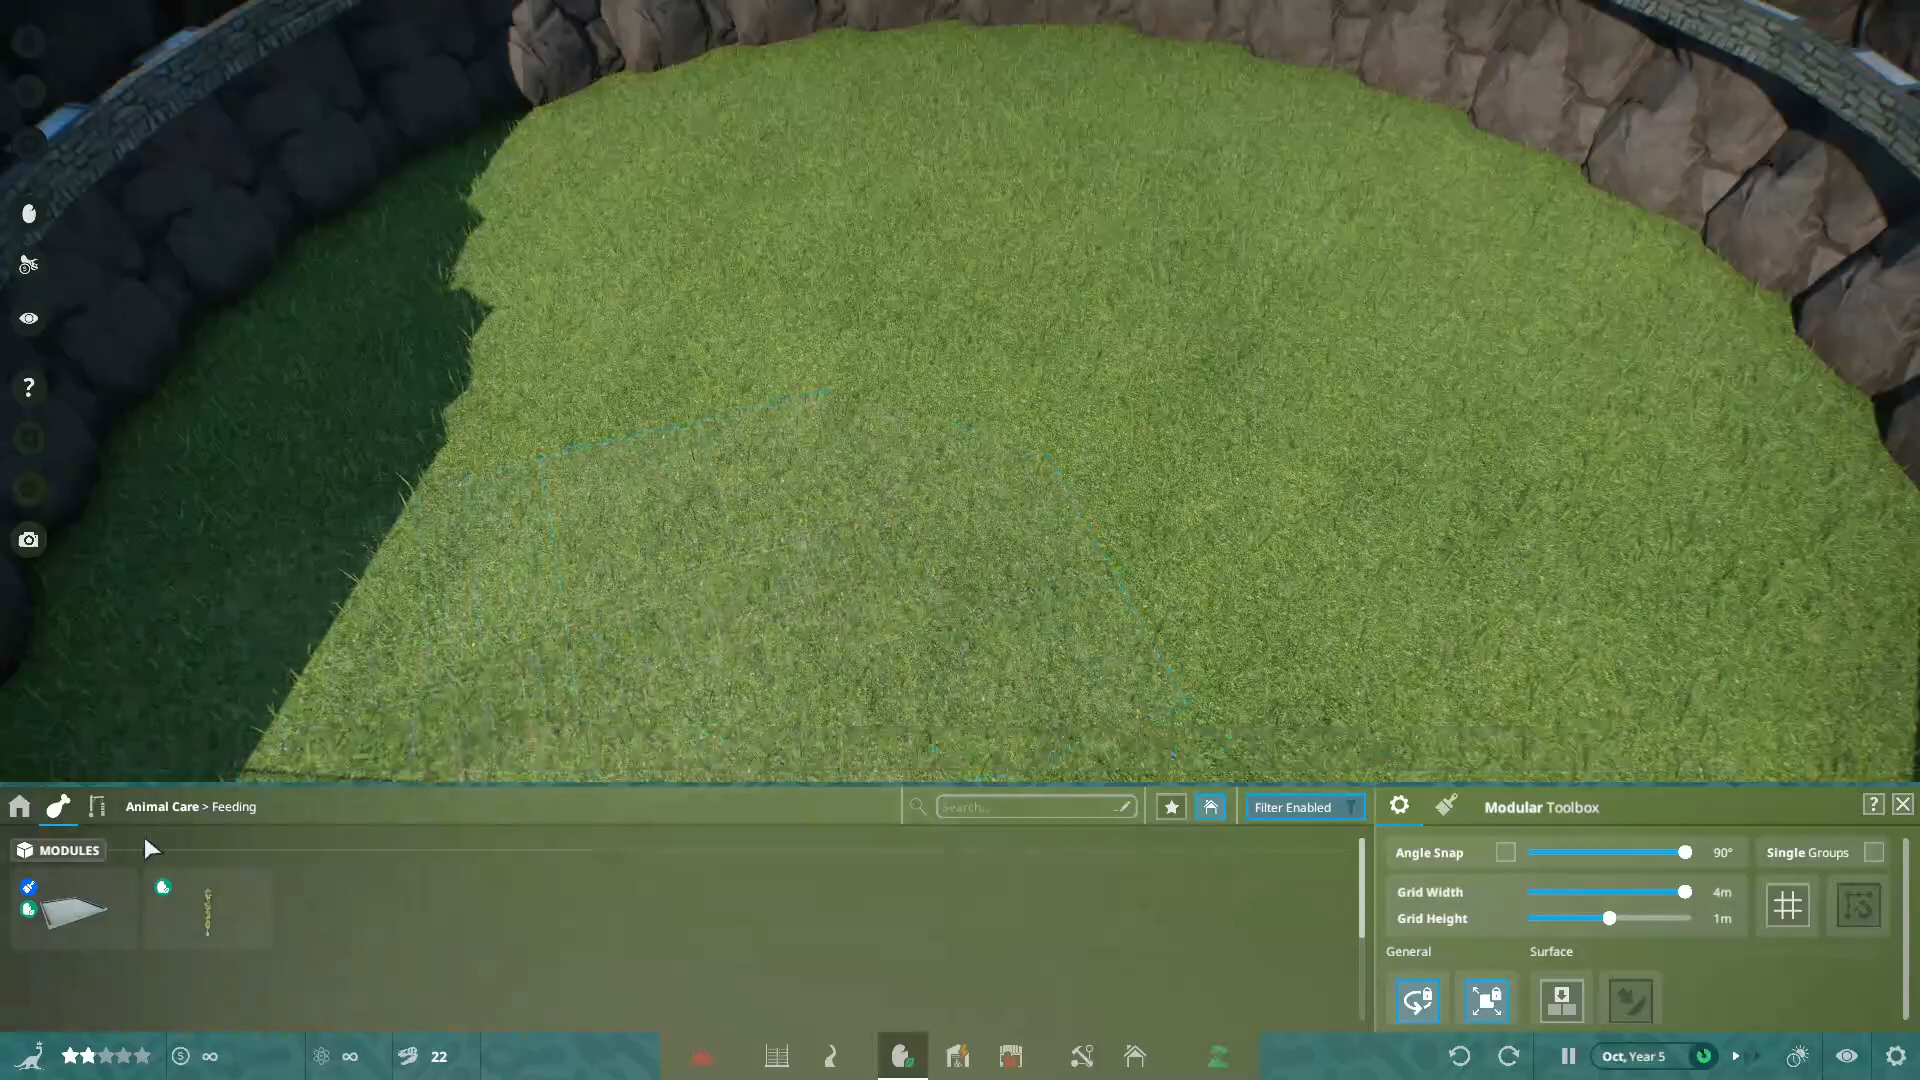 Animal Care > Feeding
Search...
Filter Enabled
Modular Toolbox
?
MODULES
Angle Snap
90°
Single Groups
Grid Width
4m
Grid Height
1m
General
Surface
∞
∞
22
Oct, Year 5